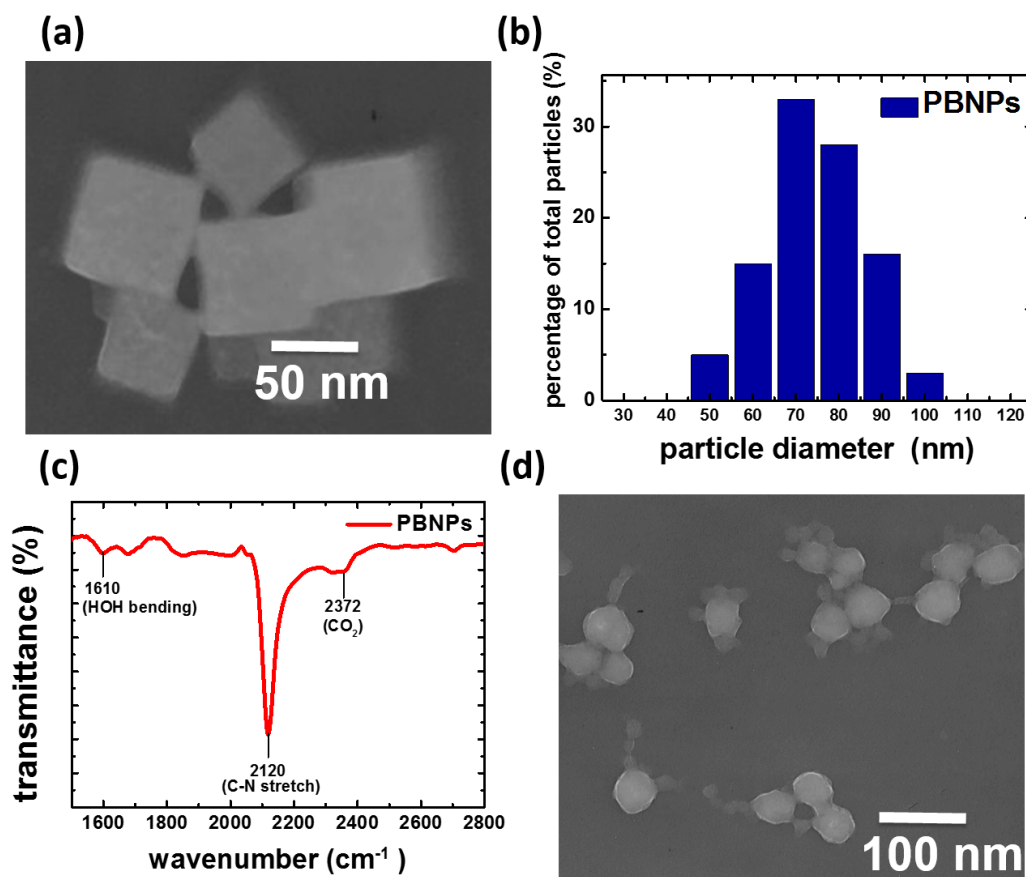 (a)
50 nm
(b)
PBNPs
percentage of total particles (%)
30
20
10
0
30 40 50 60 70 80 90 100 110 120
particle diameter (nm)
(c)
PBNPs
transmittance (%)
1610
(HOH bending)
2372
(CO₂)
2120
(C-N stretch)
1600 1800 2000 2200 2400 2600 2800
wavenumber (cm⁻¹ )
(d)
100 nm